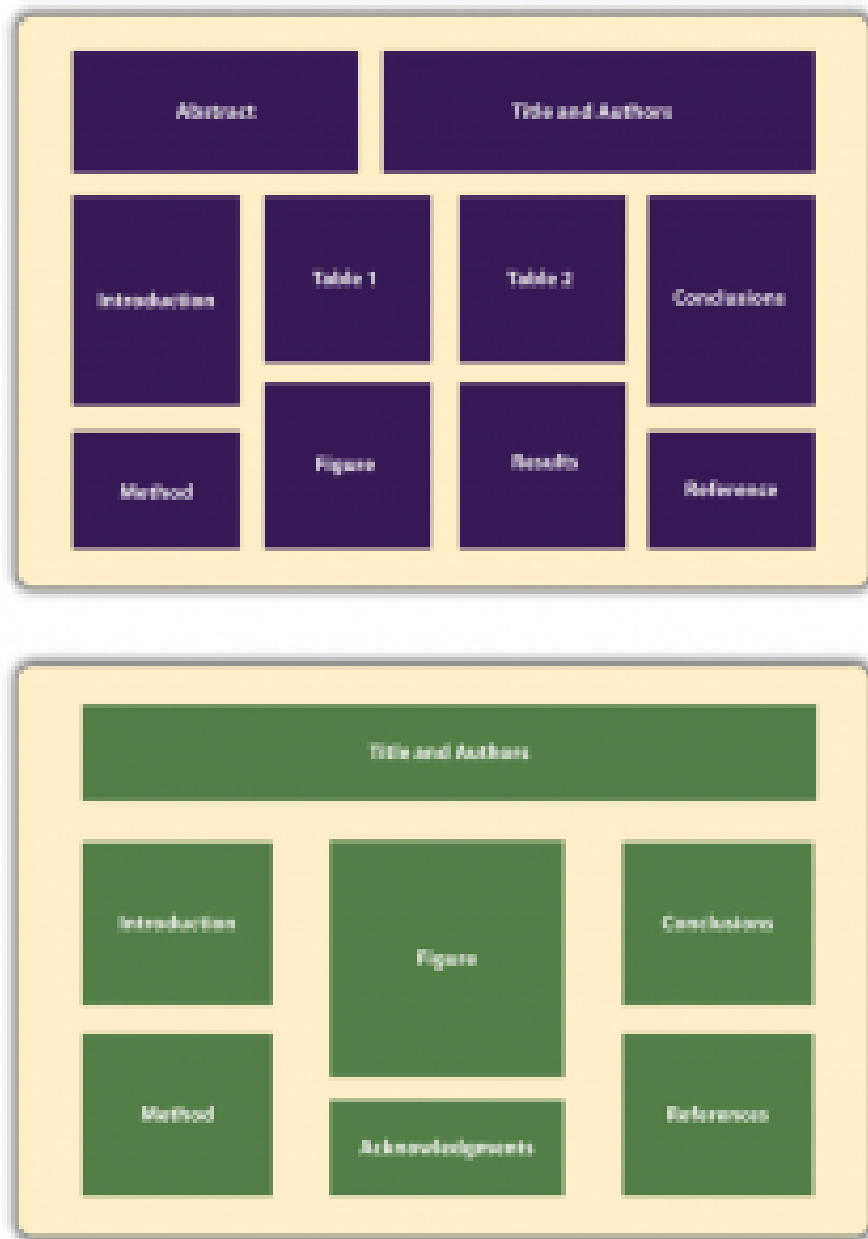 Abstract
Title and Authors
Introduction
Table 1
Table 2
Conclusions
Method
Figure
Results
Reference
Title and Authors
Introduction
Figure
Conclusions
Method
Acknowledgments
References